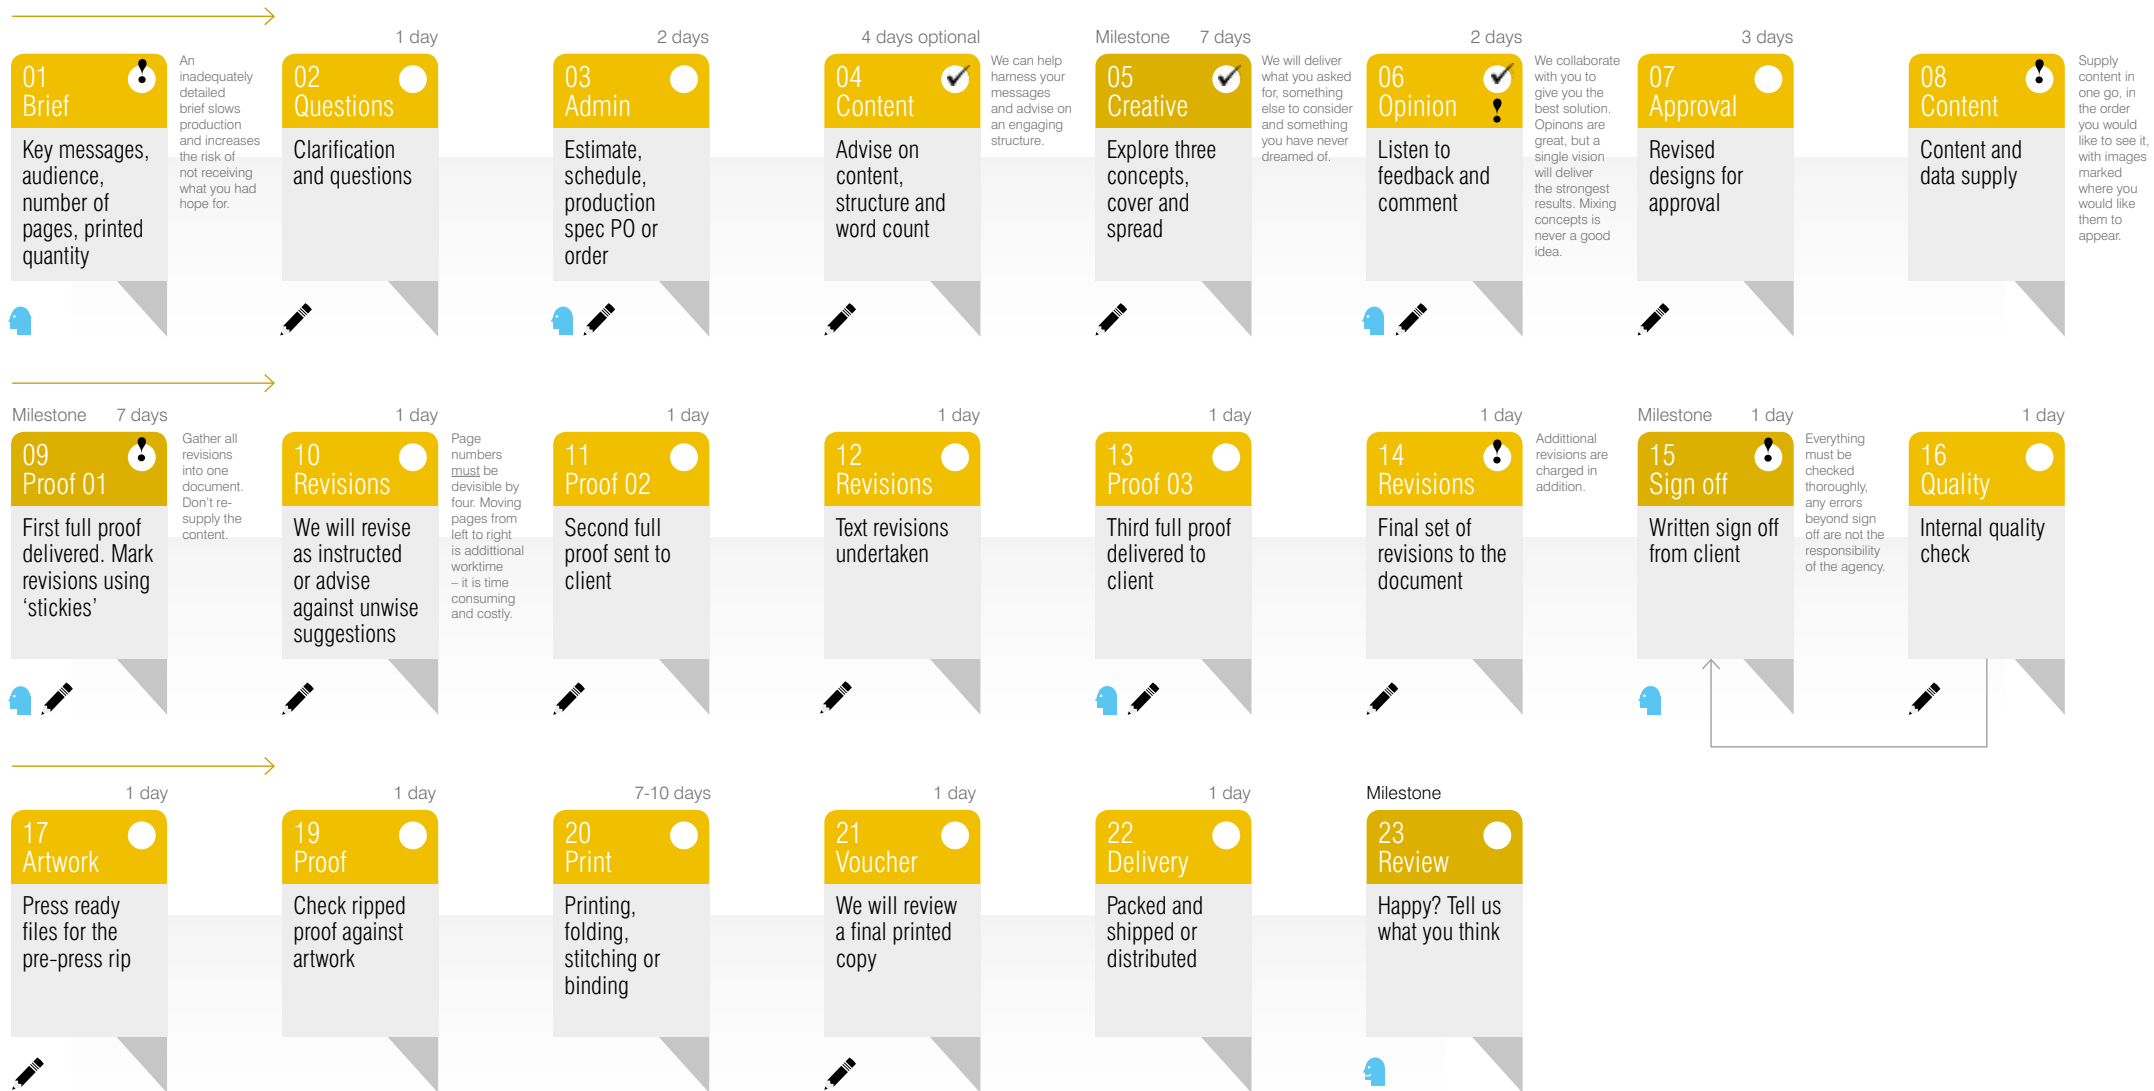 1 day
2 days
4 days optional
Milestone 7 days
2 days
3 days
01
Brief
Key messages,
audience,
number of
pages, printed
quantity
An
inadequately
detailed
brief slows
production
and increases
the risk of
not receiving
what you had
hope for.
02
Questions
Clarification
and questions
03
Admin
Estimate,
schedule,
production
spec PO or
order
04
Content
Advise on
content,
structure and
word count
We can help
harness your
messages
and advise on
an engaging
structure.
05
Creative
Explore three
concepts,
cover and
spread
We will deliver
what you asked
for, something
else to consider
and something
you have never
dreamed of.
06
Opinion
Listen to
feedback and
comment
We collaborate
with you to
give you the
best solution.
Opinons are
great, but a
single vision
will deliver
the strongest
results. Mixing
concepts is
never a good
idea.
07
Approval
Revised
designs for
approval
08
Content
Content and
data supply
Supply
content in
one go, in
the order
you would
like to see it,
with images
marked
where you
would like
them to
appear.
Milestone 7 days
1 day
1 day
1 day
1 day
1 day
Milestone 1 day
1 day
09
Proof 01
First full proof
delivered. Mark
revisions using
‘stickies’
Gather all
revisions
into one
document.
Don’t re-
supply the
content.
10
Revisions
We will revise
as instructed
or advise
against unwise
suggestions
Page
numbers
must be
devisible by
four. Moving
pages from
left to right
is addittional
worktime
– it is time
consuming
and costly.
11
Proof 02
Second full
proof sent to
client
12
Revisions
Text revisions
undertaken
13
Proof 03
Third full proof
delivered to
client
14
Revisions
Final set of
revisions to the
document
Addittional
revisions are
charged in
addition.
15
Sign off
Written sign off
from client
Everything
must be
checked
thoroughly,
any errors
beyond sign
off are not the
responsibility
of the agency.
16
Quality
Internal quality
check
1 day
1 day
7-10 days
1 day
1 day
Milestone
17
Artwork
Press ready
files for the
pre-press rip
19
Proof
Check ripped
proof against
artwork
20
Print
Printing,
folding,
stitching or
binding
21
Voucher
We will review
a final printed
copy
22
Delivery
Packed and
shipped or
distributed
23
Review
Happy? Tell us
what you think